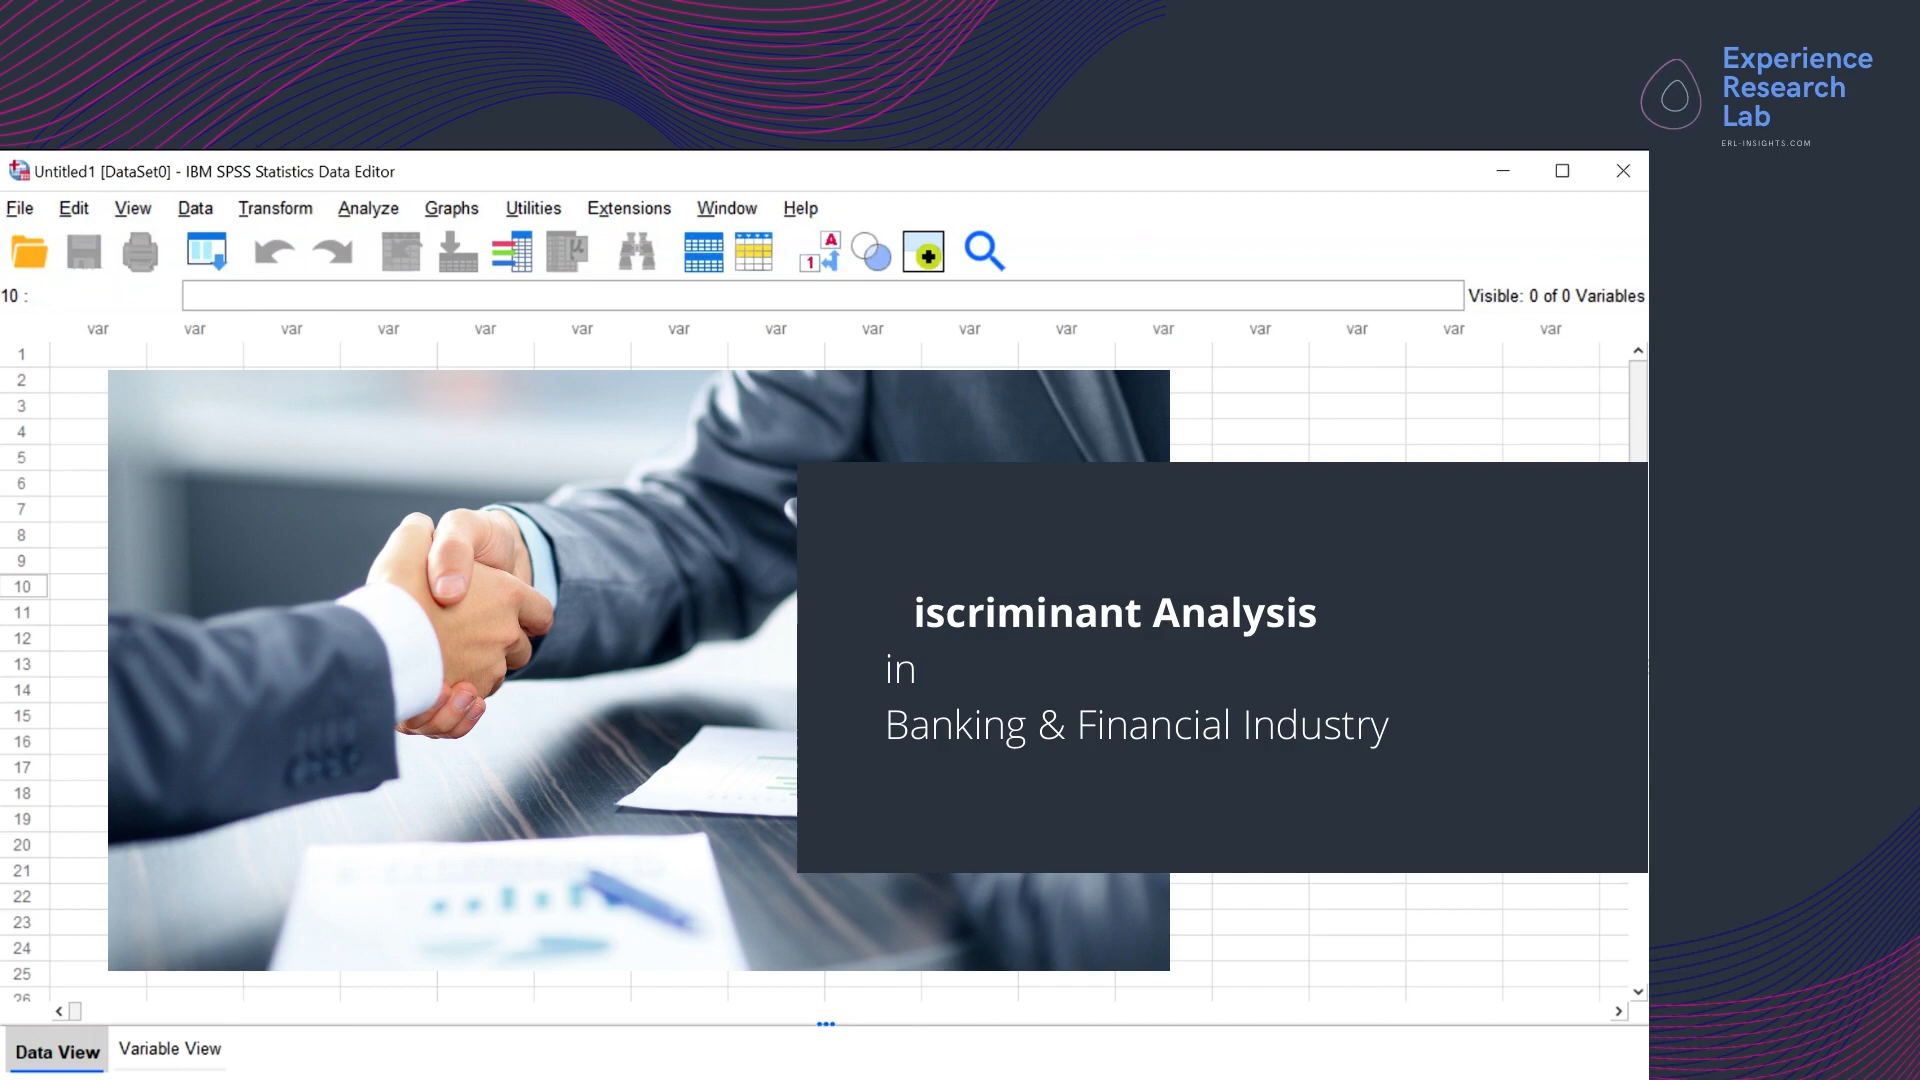 Experience
Research
Lab
ERL-INSIGHTS.COM
Untitled1 [DataSet0] - IBM SPSS Statistics Data Editor
File Edit View Data Transform Analyze Graphs Utilities Extensions Window Help
A
1
10 :
Visible: 0 of 0 Variables
var var var var var var var var var var var var var var var var
1
2
3
4
5
6
7
8
9
10
11
12
13
14
15
16
17
18
19
20
21
22
23
24
25
26
iscriminant Analysis
in
Banking & Financial Industry
Data View Variable View